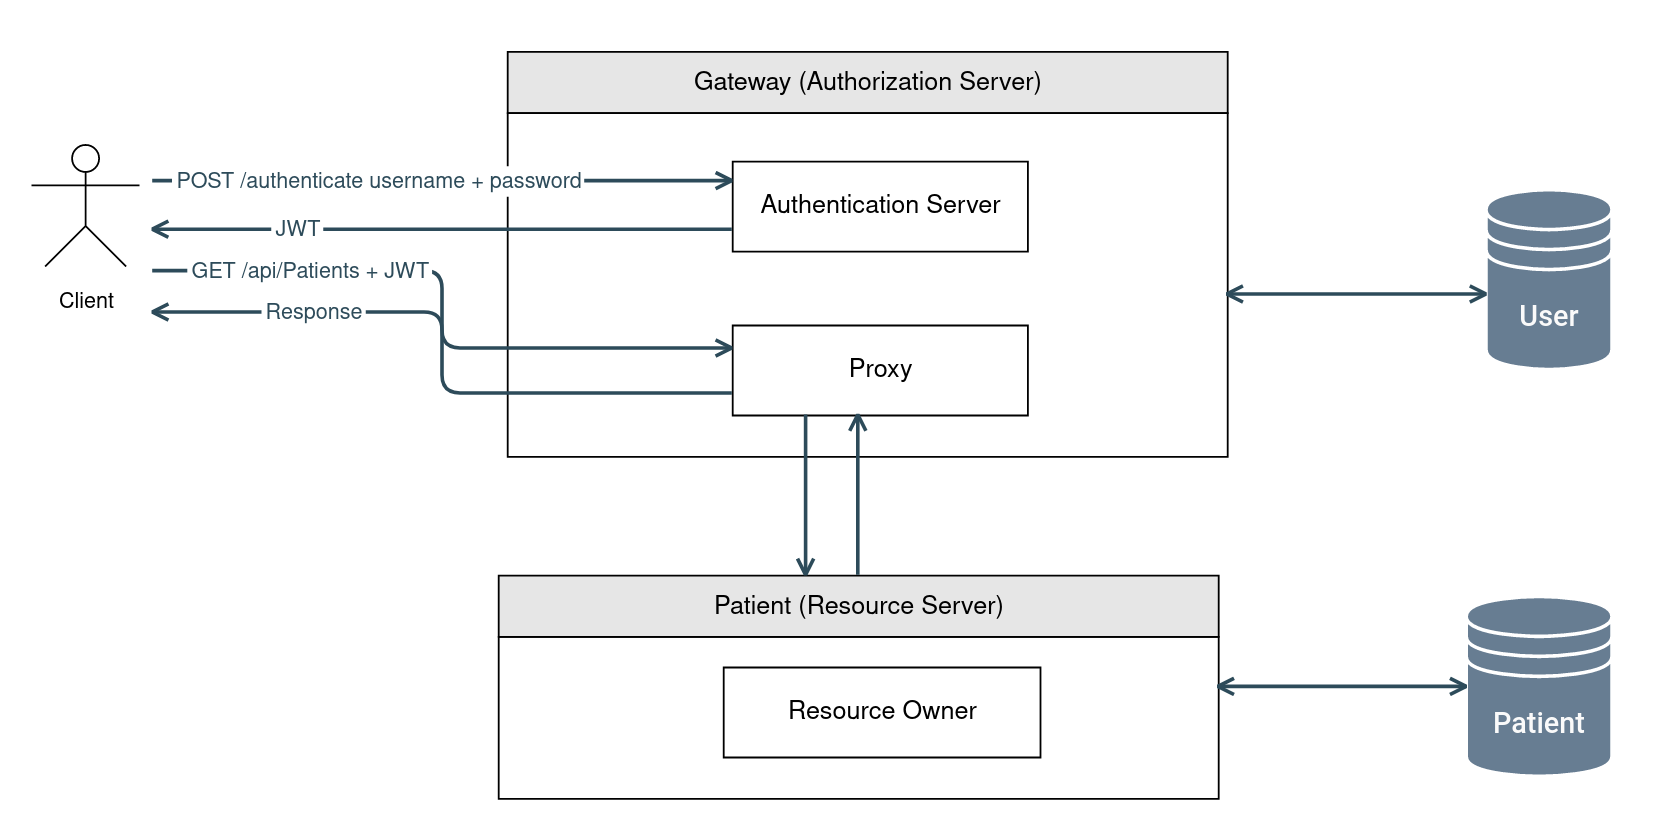 Gateway (Authorization Server)
POST /authenticate username + password
Authentication Server
JWT
GET /api/Patients + JWT
Client
Response
User
Proxy
Patient (Resource Server)
Resource Owner
Patient